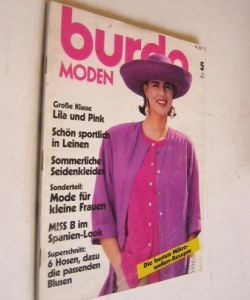 burda
MODEN
5
Große Klasse
Lila und Pink
Schön sportlich
in Leinen
Sommerliche
Seidenkleider
Sonderteil:
Mode für
kleine Frauen
MISS B im
Spanien-Look
Superschnitt:
6 Hosen, dazu
die passenden
Blusen
Die besten Mikro-
wellen-Rezepte